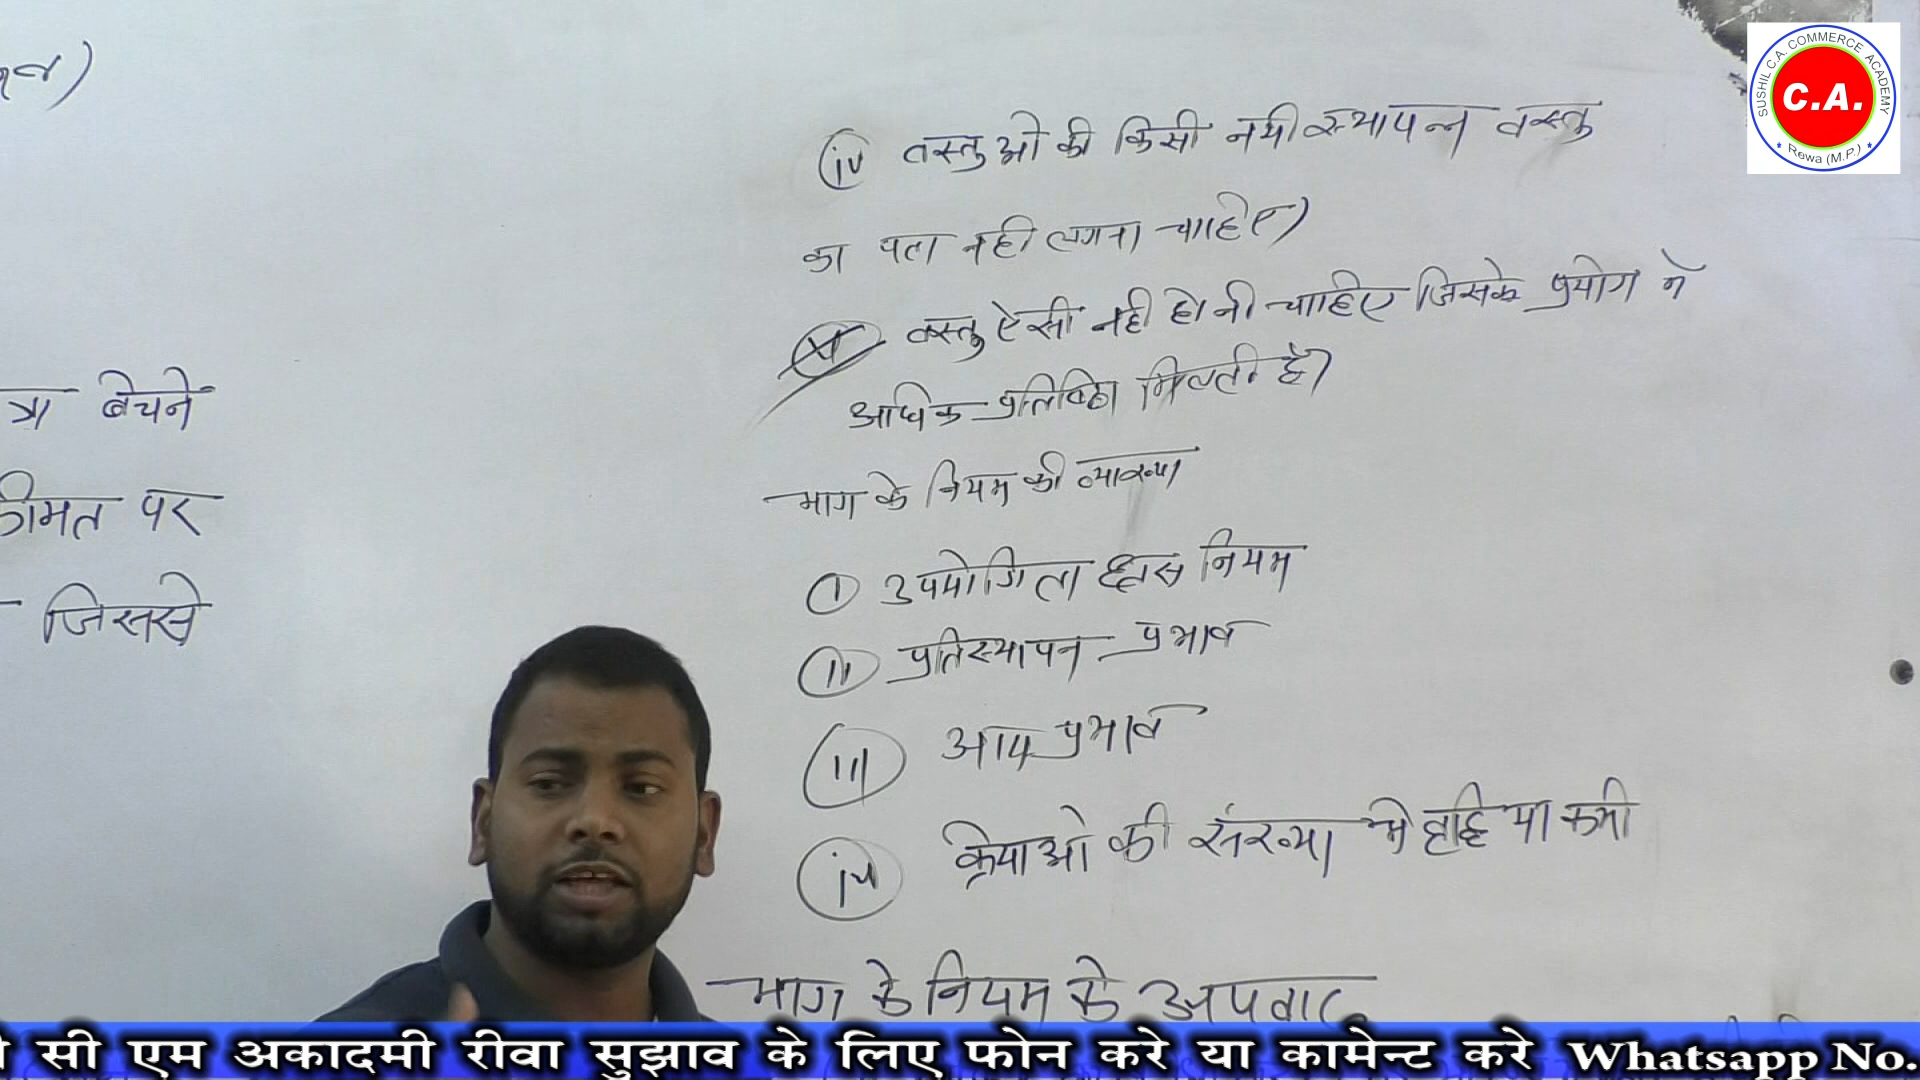 SUSHIL C.A. COMMERCE ACADEMY
C.A.
* Rewa (M.P.) *
iv वस्तुओ की किसी नयी स्थापन्न वस्तु
का पता नही लगना चाहिए।
वस्तु ऐसी नही होनी चाहिए जिसके प्रयोग से
अधिक प्रतिष्ठिा मिलती है।
माग के नियम की व्याख्या
i उपयोगिता ह्रास नियम
ii प्रतिस्थापन प्रभाव
iii आय प्रभाव
iv क्रियाओ की संख्या मे या कमी
माग के नियम के अपवाद
बेचने
कीमत पर
जिससे
सी एम अकादमी रीवा सुझाव के लिए फोन करे या कामेन्ट करे Whatsapp No.